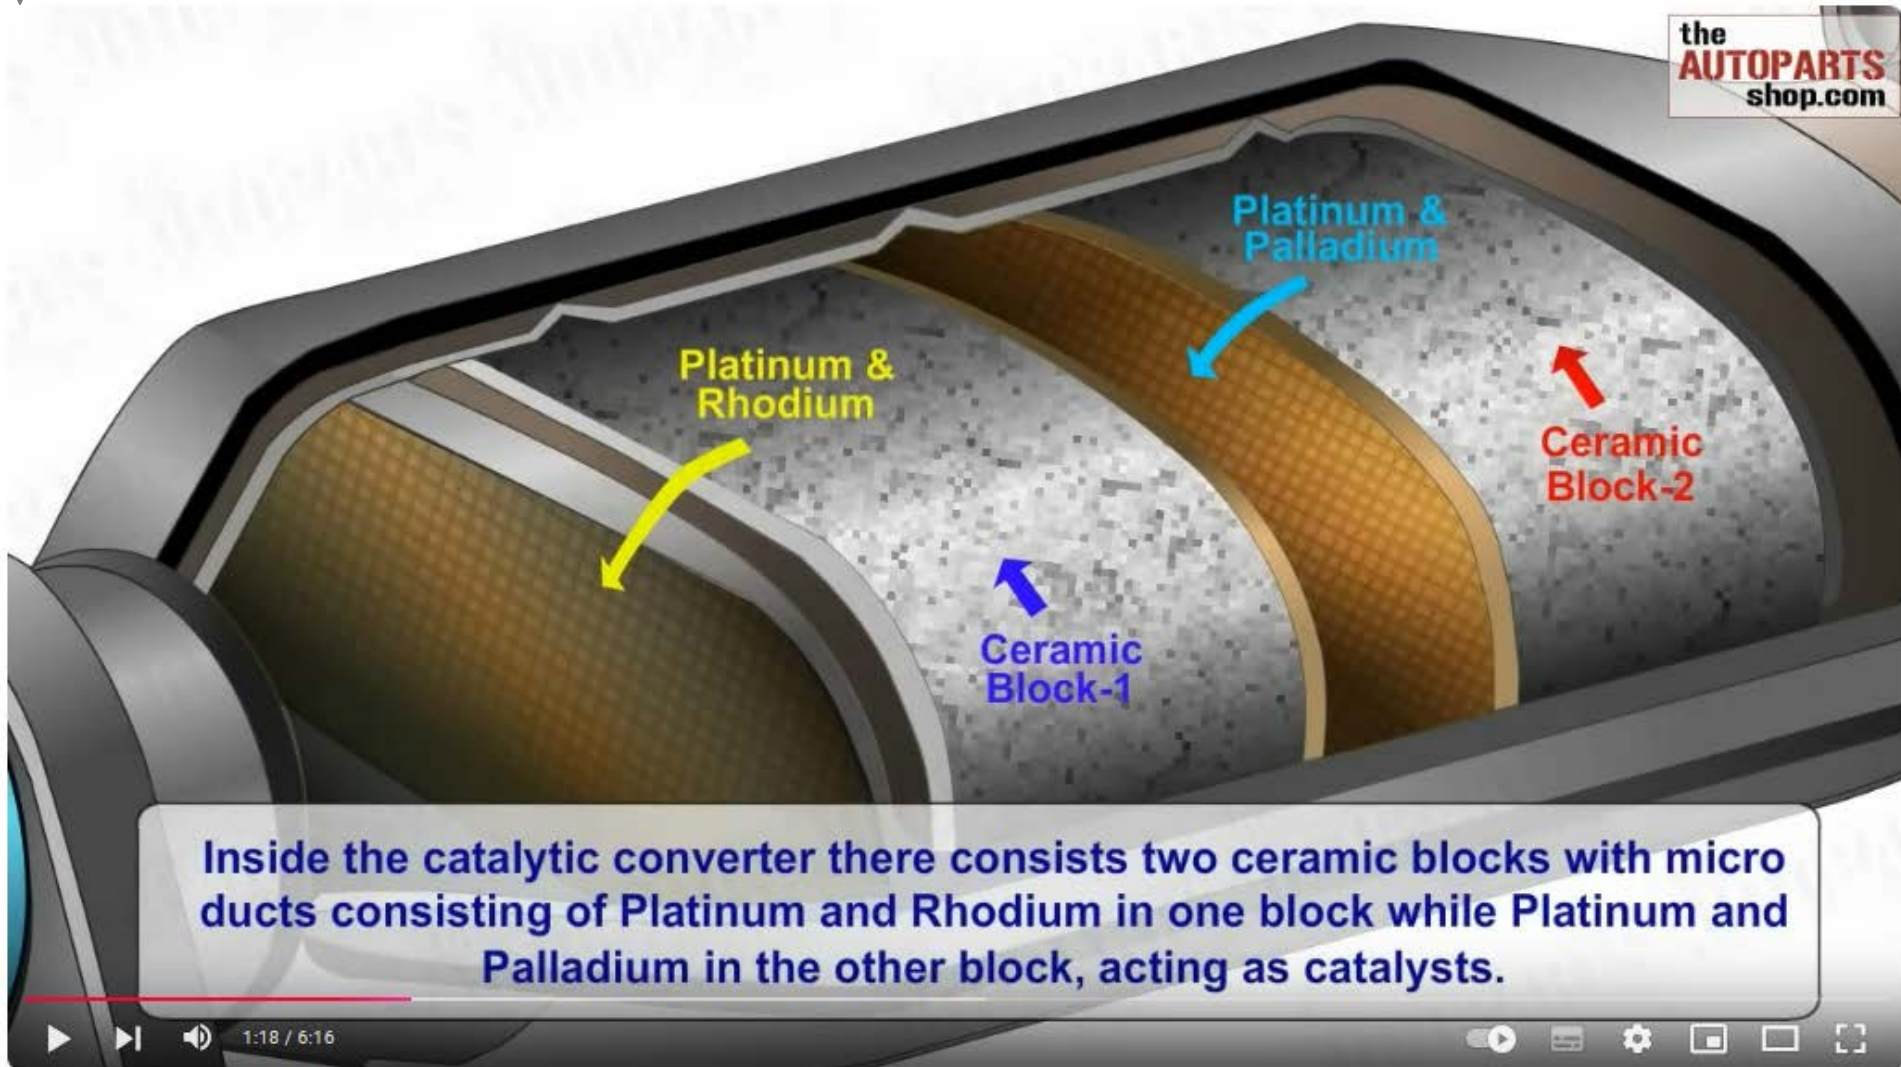 the
AUTOPARTS
shop.com
Platinum &
Palladium
Platinum &
Rhodium
Ceramic
Block-2
Ceramic
Block-1
Inside the catalytic converter there consists two ceramic blocks with micro
ducts consisting of Platinum and Rhodium in one block while Platinum and
Palladium in the other block, acting as catalysts.
1:18 / 6:16